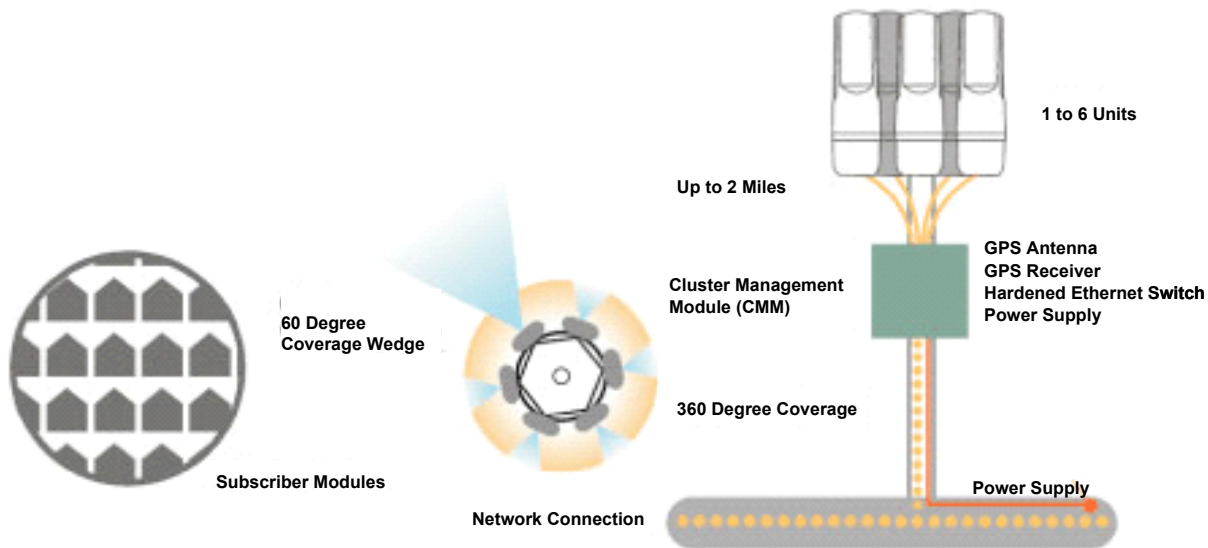 1 to 6 Units
Up to 2 Miles
GPS Antenna
GPS Receiver
Hardened Ethernet Switch
Power Supply
Cluster Management
Module (CMM)
60 Degree
Coverage Wedge
360 Degree Coverage
Subscriber Modules
Power Supply
Network Connection